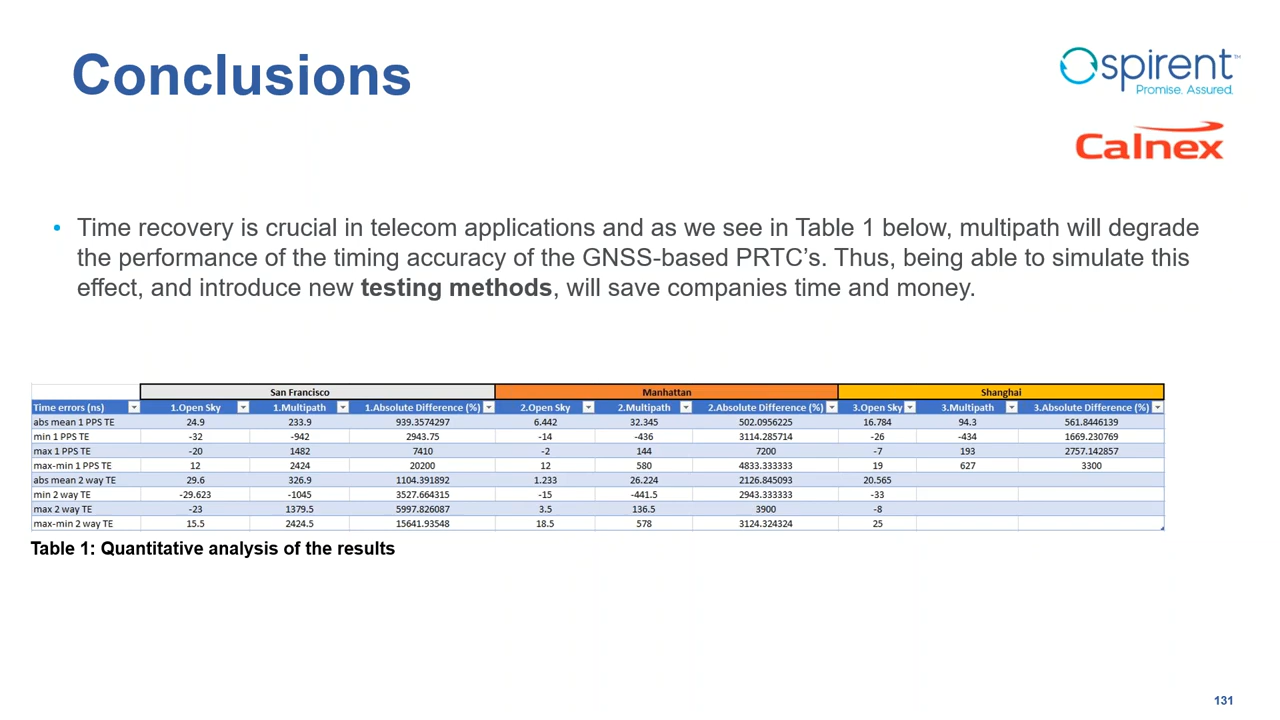 Conclusions
spirent™
Promise. Assured.
Calnex
• Time recovery is crucial in telecom applications and as we see in Table 1 below, multipath will degrade
the performance of the timing accuracy of the GNSS-based PRTC’s. Thus, being able to simulate this
effect, and introduce new testing methods, will save companies time and money.
San Francisco Manhattan Shanghai
Time errors (ns) 1.Open Sky 1.Multipath 1.Absolute Difference (%) 2.Open Sky 2.Multipath 2.Absolute Difference (%) 3.Open Sky 3.Multipath 3.Absolute Difference (%)
abs mean 1 PPS TE 24.9 233.9 939.3574297 6.442 32.345 502.0956225 16.784 94.3 561.8446139
min 1 PPS TE -32 -942 2943.75 -14 -436 3114.285714 -26 -434 1669.230769
max 1 PPS TE -20 1482 7410 -2 144 7200 -7 193 2757.142857
max-min 1 PPS TE 12 2424 20200 12 580 4833.333333 19 627 3300
abs mean 2 way TE 29.6 326.9 1104.391892 1.233 26.224 2126.845093 20.565
min 2 way TE -29.623 -1045 3527.664315 -15 -441.5 2943.333333 -33
max 2 way TE -23 1379.5 5997.826087 3.5 136.5 3900 -8
max-min 2 way TE 15.5 2424.5 15641.93548 18.5 578 3124.324324 25
Table 1: Quantitative analysis of the results
131